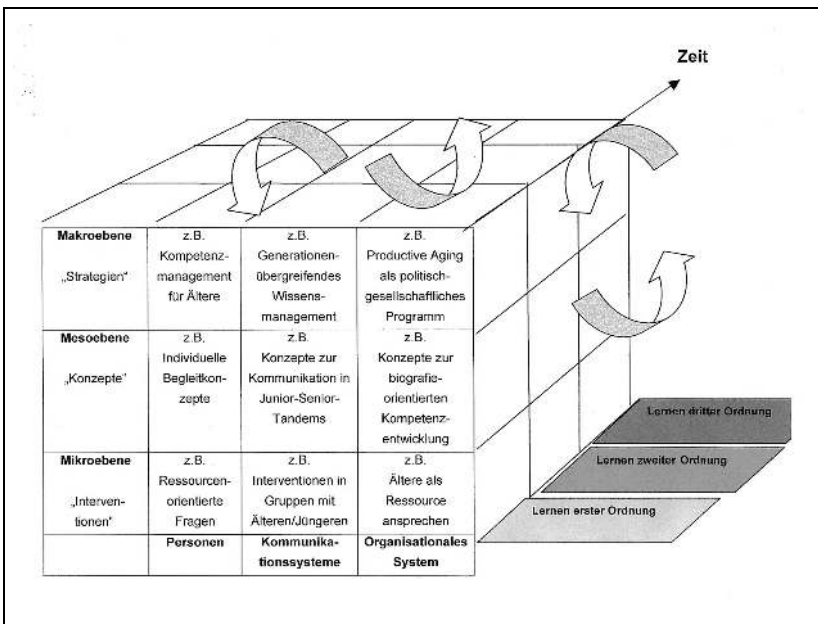 Zeit
Makroebene
„Strategien“
z.B.
Kompetenz-
management
für Ältere
z.B.
Generationen-
übergreifendes
Wissens-
management
z.B.
Productive Aging
als politisch-
gesellschaftliches
Programm
Mesoebene
„Konzepte“
z.B.
Individuelle
Begleitkon-
zepte
z.B.
Konzepte zur
Kommunikation in
Junior-Senior-
Tandems
z.B.
Konzepte zur
biografie-
orientierten
Kompetenz-
entwicklung
Mikroebene
„Interven-
tionen“
z.B.
Ressourcen-
orientierte
Fragen
z.B.
Interventionen in
Gruppen mit
Älteren/Jüngeren
z.B.
Ältere als
Ressource
ansprechen
Personen
Kommunika-
tionssysteme
Organisationales
System
Lernen dritter Ordnung
Lernen zweiter Ordnung
Lernen erster Ordnung